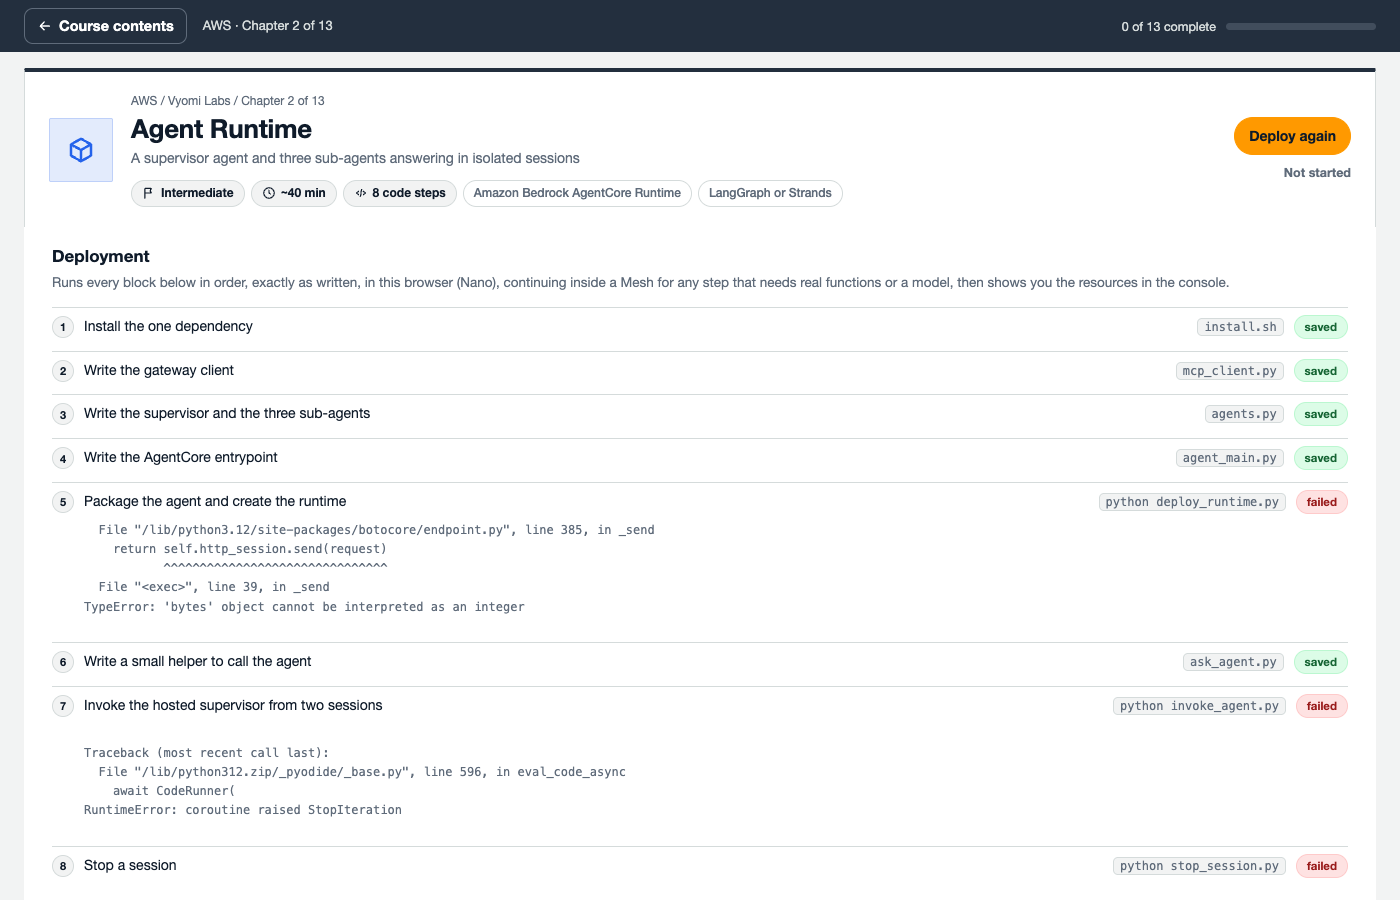 ← Course contents
AWS · Chapter 2 of 13
0 of 13 complete
AWS / Vyomi Labs / Chapter 2 of 13
Agent Runtime
A supervisor agent and three sub-agents answering in isolated sessions
Intermediate
~40 min
8 code steps
Amazon Bedrock AgentCore Runtime
LangGraph or Strands
Deploy again
Not started
Deployment
Runs every block below in order, exactly as written, in this browser (Nano), continuing inside a Mesh for any step that needs real functions or a model, then shows you the resources in the console.
1 Install the one dependency install.sh saved
2 Write the gateway client mcp_client.py saved
3 Write the supervisor and the three sub-agents agents.py saved
4 Write the AgentCore entrypoint agent_main.py saved
5 Package the agent and create the runtime python deploy_runtime.py failed
File "/lib/python3.12/site-packages/botocore/endpoint.py", line 385, in _send
return self.http_session.send(request)
^^^^^^^^^^^^^^^^^^^^^^^^^^^^^^^
File "<exec>", line 39, in _send
TypeError: 'bytes' object cannot be interpreted as an integer
6 Write a small helper to call the agent ask_agent.py saved
7 Invoke the hosted supervisor from two sessions python invoke_agent.py failed
Traceback (most recent call last):
File "/lib/python312.zip/_pyodide/_base.py", line 596, in eval_code_async
await CodeRunner(
RuntimeError: coroutine raised StopIteration
8 Stop a session python stop_session.py failed